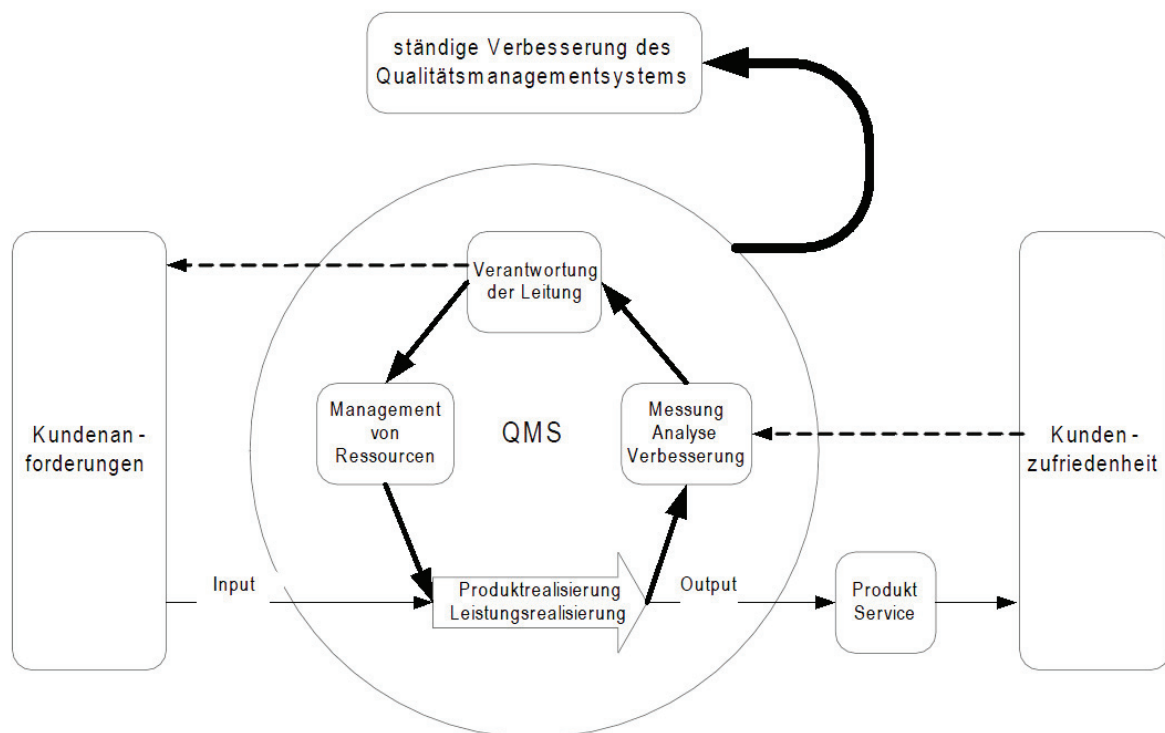 ständige Verbesserung des
Qualitätsmanagementsystems
Verantwortung
der Leitung
Management
von
Ressourcen
QMS
Messung
Analyse
Verbesserung
Kundenan-
forderungen
Kunden-
zufriedenheit
Input
Produktrealisierung
Leistungsrealisierung
Output
Produkt
Service